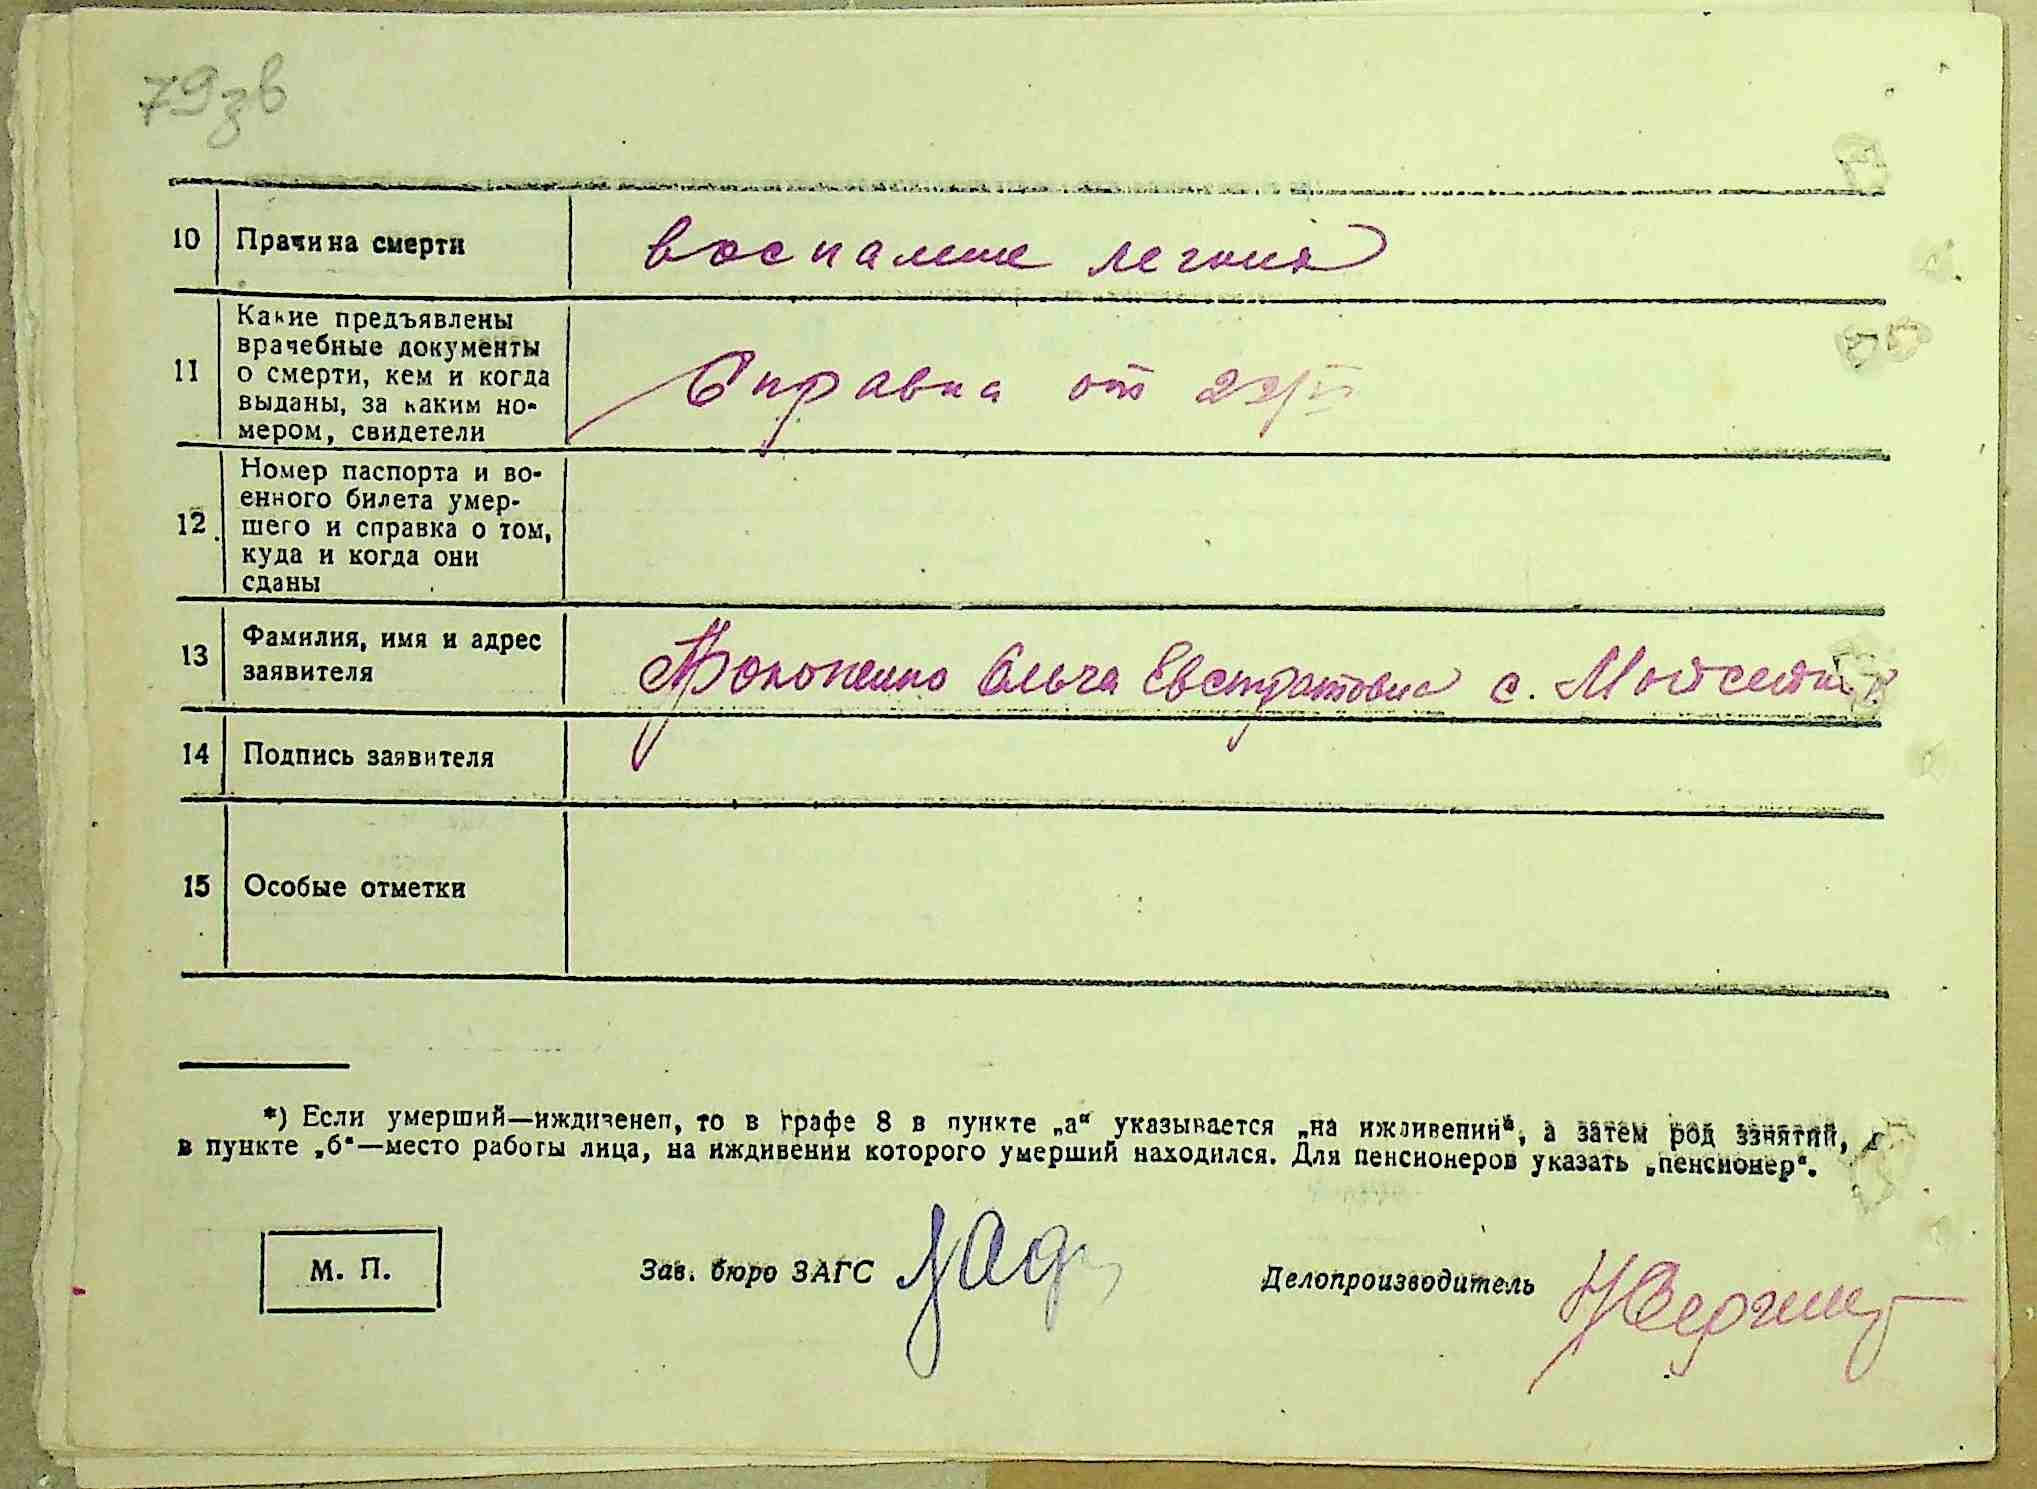 79зв
10 Причина смерти воспаление легких
11 Какие предъявлены
врачебные документы
о смерти, кем и когда
выданы, за каким но-
мером, свидетели
Справка от 22/VI
12. Номер паспорта и во-
енного билета умер-
шего и справка о том,
куда и когда они
сданы
13 Фамилия, имя и адрес
заявителя
Прокопенко Ольга Евстратовна с.
14 Подпись заявителя
15 Особые отметки
*) Если умерший—иждивенец, то в графе 8 в пункте „а“ указывается „на иждивении“, а затем род занятий,
в пункте „б“—место работы лица, на иждивении которого умерший находился. Для пенсионеров указать „пенсионер“.
М. П.
Зав. бюро ЗАГС
Делопроизводитель